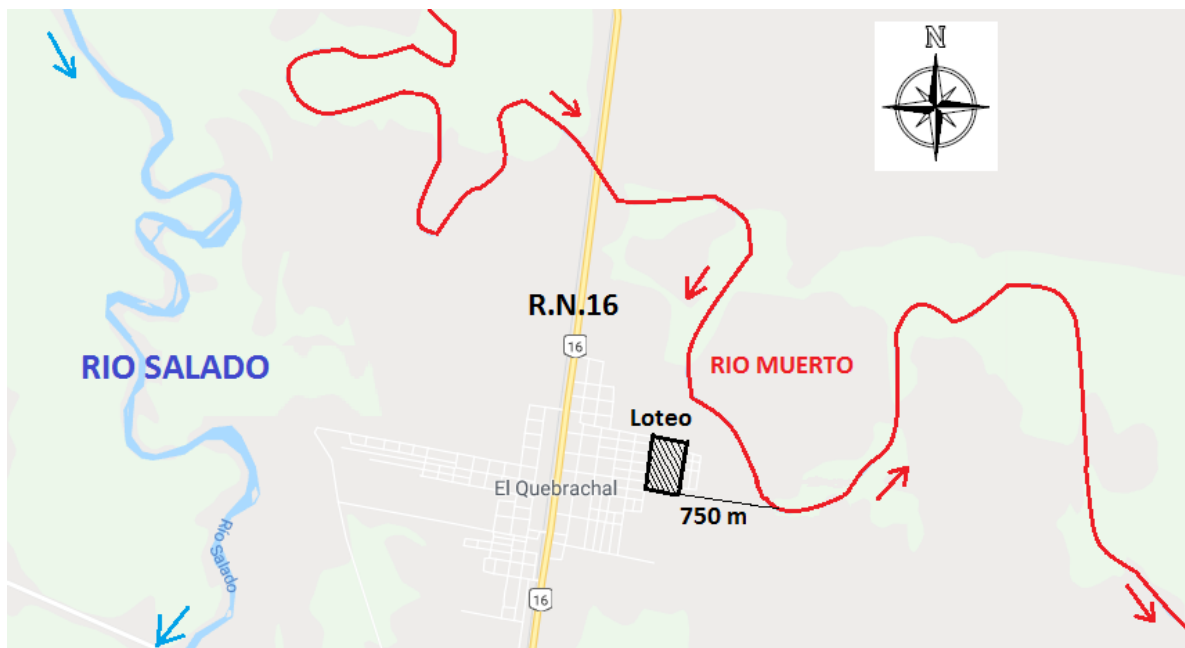 N
R.N.16
16
RIO SALADO
RIO MUERTO
Loteo
El Quebrachal
750 m
Río Salado
16